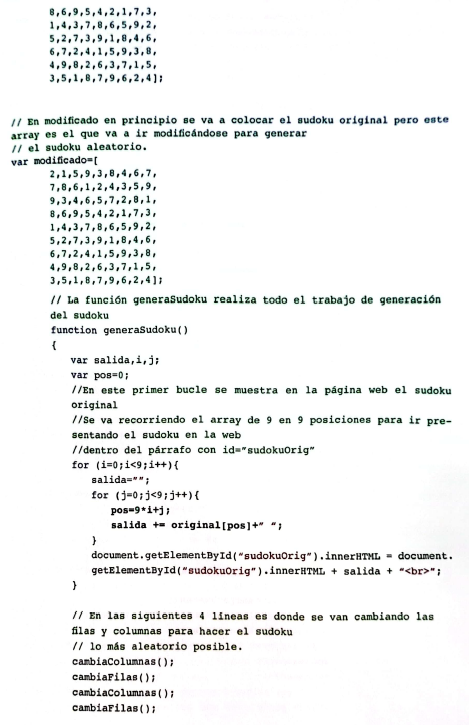 8,6,9,5,4,2,1,7,3,
1,4,3,7,8,6,5,9,2,
5,2,7,3,9,1,8,4,6,
6,7,2,4,1,5,9,3,8,
4,9,8,2,6,3,7,1,5,
3,5,1,8,7,9,6,2,4];
// En modificado en principio se va a colocar el sudoku original pero este
array es el que va a ir modificándose para generar
// el sudoku aleatorio.
var modificado=[
2,1,5,9,3,8,4,6,7,
7,8,6,1,2,4,3,5,9,
9,3,4,6,5,7,2,8,1,
8,6,9,5,4,2,1,7,3,
1,4,3,7,8,6,5,9,2,
5,2,7,3,9,1,8,4,6,
6,7,2,4,1,5,9,3,8,
4,9,8,2,6,3,7,1,5,
3,5,1,8,7,9,6,2,4];
// La función generaSudoku realiza todo el trabajo de generación
del sudoku
function generaSudoku()
{
var salida,i,j;
var pos=0;
//En este primer bucle se muestra en la página web el sudoku
original
//Se va recorriendo el array de 9 en 9 posiciones para ir pre-
sentando el sudoku en la web
//dentro del párrafo con id="sudokuOrig"
for (i=0;i<9;i++){
salida="";
for (j=0;j<9;j++){
pos=9*i+j;
salida += original[pos]+" ";
}
document.getElementById("sudokuOrig").innerHTML = document.
getElementById("sudokuOrig").innerHTML + salida + "<br>";
}
// En las siguientes 4 líneas es donde se van cambiando las
filas y columnas para hacer el sudoku
// lo más aleatorio posible.
cambiaColumnas();
cambiaFilas();
cambiaColumnas();
cambiaFilas();